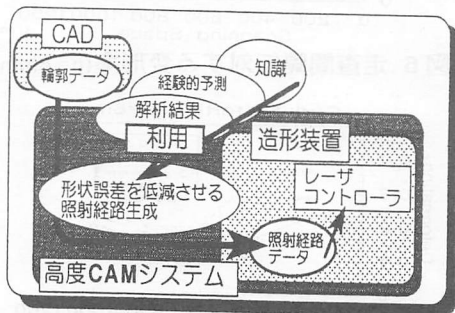 CAD
輪郭データ
経験的予測
知識
解析結果
利用
造形装置
レーザ
コントローラ
形状誤差を低減させる
照射経路生成
照射経路
データ
高度CAMシステム